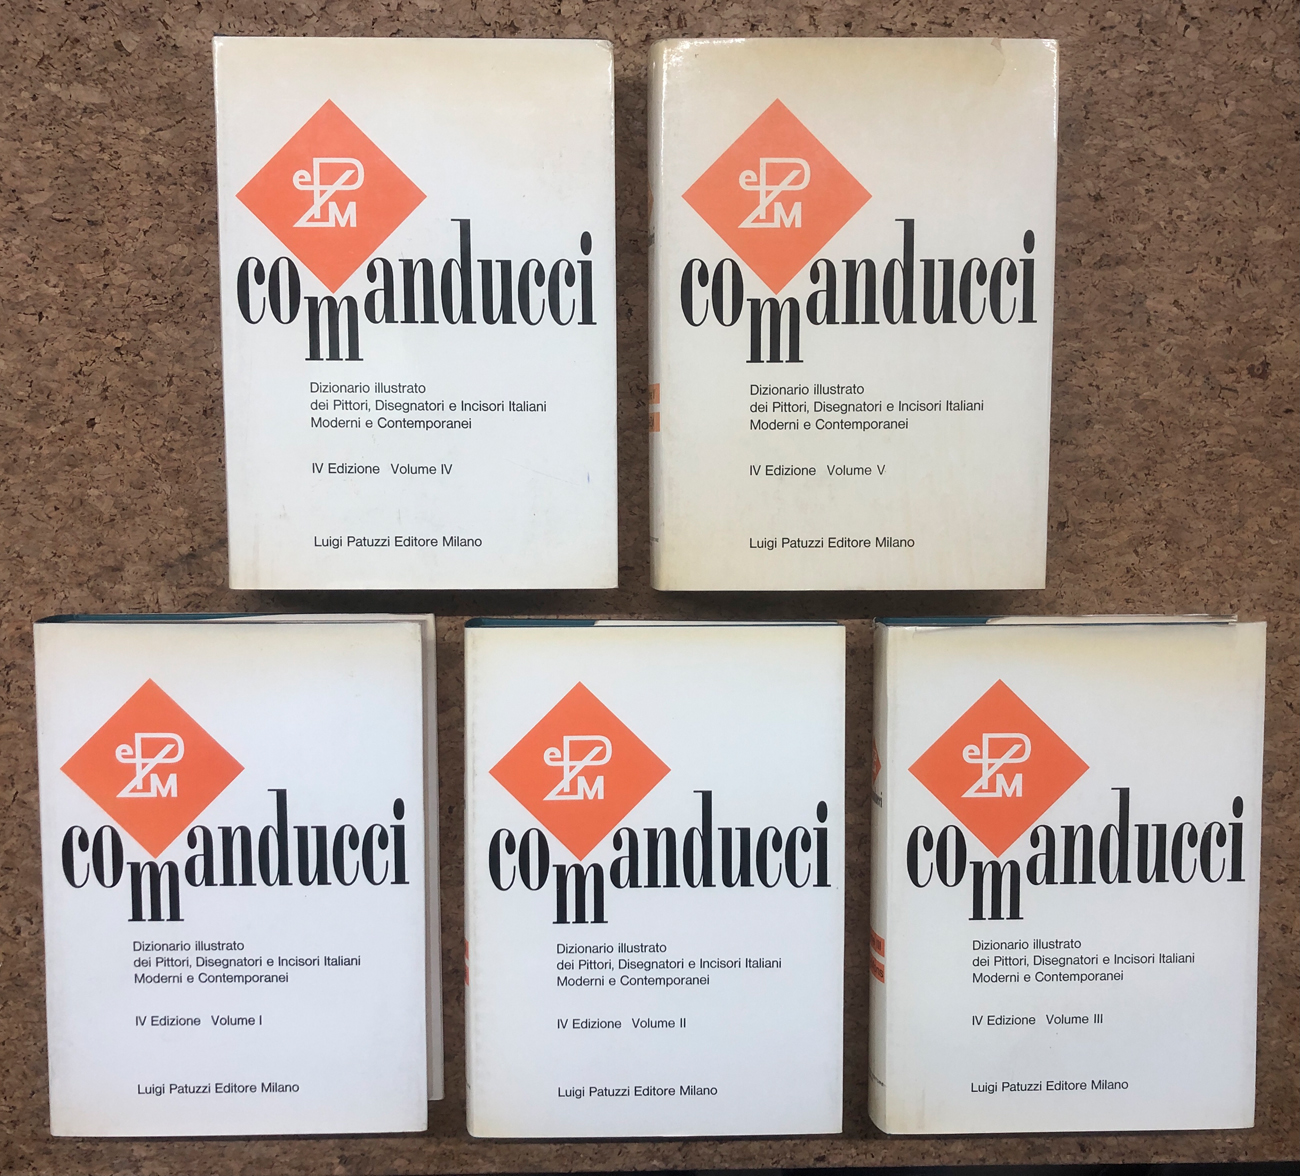 ePM
comanducci
Dizionario illustrato
dei Pittori, Disegnatori e Incisori Italiani
Moderni e Contemporanei
IV Edizione Volume IV
Luigi Patuzzi Editore Milano
ePM
comanducci
Dizionario illustrato
dei Pittori, Disegnatori e Incisori Italiani
Moderni e Contemporanei
IV Edizione Volume V
Luigi Patuzzi Editore Milano
ePM
comanducci
Dizionario illustrato
dei Pittori, Disegnatori e Incisori Italiani
Moderni e Contemporanei
IV Edizione Volume I
Luigi Patuzzi Editore Milano
ePM
comanducci
Dizionario illustrato
dei Pittori, Disegnatori e Incisori Italiani
Moderni e Contemporanei
IV Edizione Volume II
Luigi Patuzzi Editore Milano
ePM
comanducci
Dizionario illustrato
dei Pittori, Disegnatori e Incisori Italiani
Moderni e Contemporanei
IV Edizione Volume III
Luigi Patuzzi Editore Milano